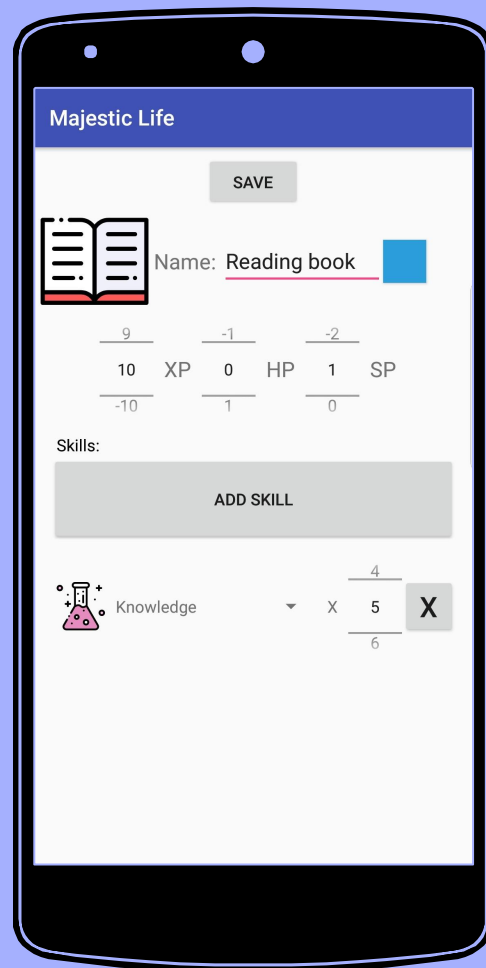 Majestic Life
SAVE
Name: Reading book
9 -1 -2
10 XP 0 HP 1 SP
-10 1 0
Skills:
ADD SKILL
4
Knowledge X 5 X
6